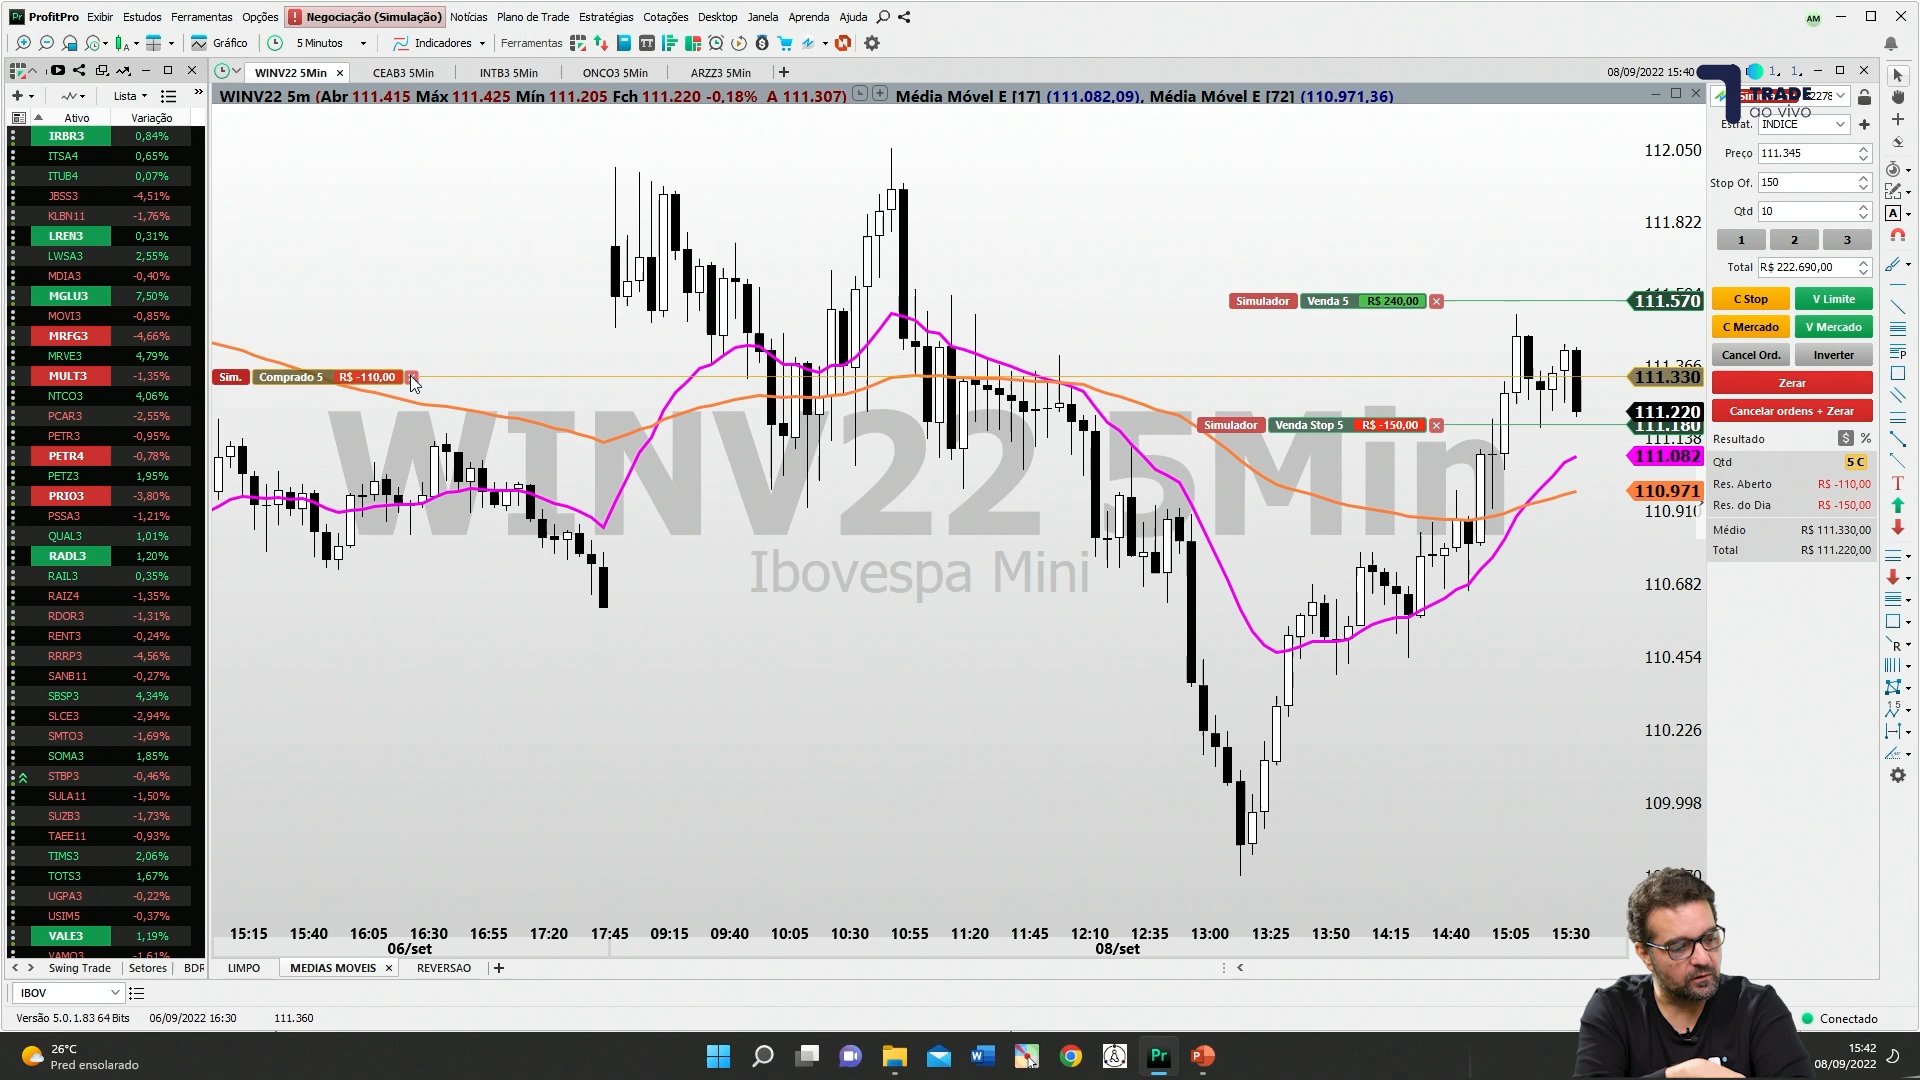 ProfitPro Exibir Estudos Ferramentas Opções Negociação (Simulação) Notícias Plano de Trade Estratégias Cotações Desktop Janela Aprenda Ajuda AM
Gráfico 5 Minutos Indicadores Ferramentas
WINV22 5Min CEAB3 5Min INTB3 5Min ONCO3 5Min ARZZ3 5Min 08/09/2022 15:40
Lista
WINV22 5m (Abr 111.415 Máx 111.425 Mín 111.205 Fch 111.220 -0,18% A 111.307) Média Móvel E [17] (111.082,09), Média Móvel E [72] (110.971,36)
TRADE
ao vivo
Ativo Variação
IRBR3 0,84%
ITSA4 0,65%
ITUB4 0,07%
JBSS3 -4,51%
KLBN11 -1,76%
LREN3 0,31%
LWSA3 2,55%
MDIA3 -0,40%
MGLU3 7,50%
MOVI3 -0,85%
MRFG3 -4,66%
MRVE3 4,79%
MULT3 -1,35%
NTCO3 4,06%
PCAR3 -2,55%
PETR3 -0,95%
PETR4 -0,78%
PETZ3 1,95%
PRIO3 -3,80%
PSSA3 -1,21%
QUAL3 1,01%
RADL3 1,20%
RAIL3 0,35%
RAIZ4 -1,35%
RDOR3 -1,31%
RENT3 -0,24%
RRRP3 -4,56%
SANB11 -0,27%
SBSP3 4,34%
SLCE3 -2,94%
SMTO3 -1,69%
SOMA3 1,85%
STBP3 -0,46%
SULA11 -1,50%
SUZB3 -1,73%
TAEE11 -0,93%
TIMS3 2,06%
TOTS3 1,67%
UGPA3 -0,22%
USIM5 -0,37%
VALE3 1,19%
VAMO3 -1,61%
Swing Trade Setores BDR
WINV22 5Min
Ibovespa Mini
Simulador Venda 5 R$ 240,00
Sim. Comprado 5 R$ -110,00
Simulador Venda Stop 5 R$ -150,00
112.050
111.822
111.570
111.366
111.330
111.220
111.180
111.138
111.082
110.971
110.910
110.682
110.454
110.226
109.998
15:15 15:40 16:05 16:30 16:55 17:20 17:45 09:15 09:40 10:05 10:30 10:55 11:20 11:45 12:10 12:35 13:00 13:25 13:50 14:15 14:40 15:05 15:30
06/set 08/set
LIMPO MEDIAS MOVEIS REVERSAO
Estrat. INDICE
Preço 111.345
Stop Of. 150
Qtd 10
1 2 3
Total R$ 222.690,00
C Stop V Limite
C Mercado V Mercado
Cancel Ord. Inverter
Zerar
Cancelar ordens + Zerar
Resultado $ %
Qtd 5 C
Res. Aberto R$ -110,00
Res. do Dia R$ -150,00
Médio R$ 111.330,00
Total R$ 111.220,00
IBOV
Versão 5.0.1.83 64 Bits 06/09/2022 16:30 111.360 Conectado
26°C
Pred ensolarado
15:42
08/09/2022